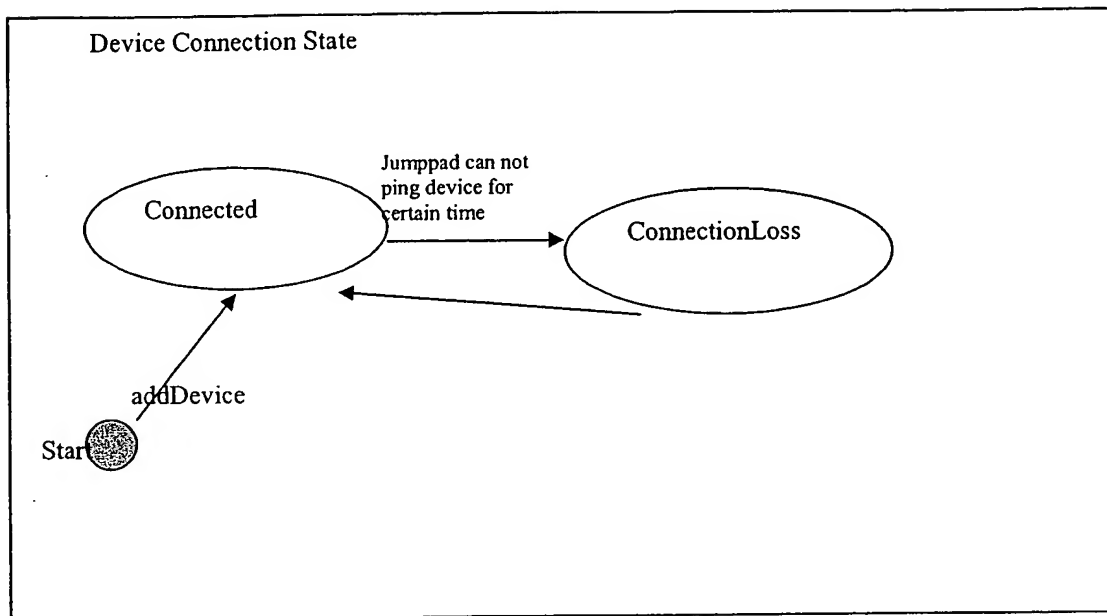 Device Connection State
Jumppad can not
ping device for
certain time
Connected
ConnectionLoss
addDevice
Start